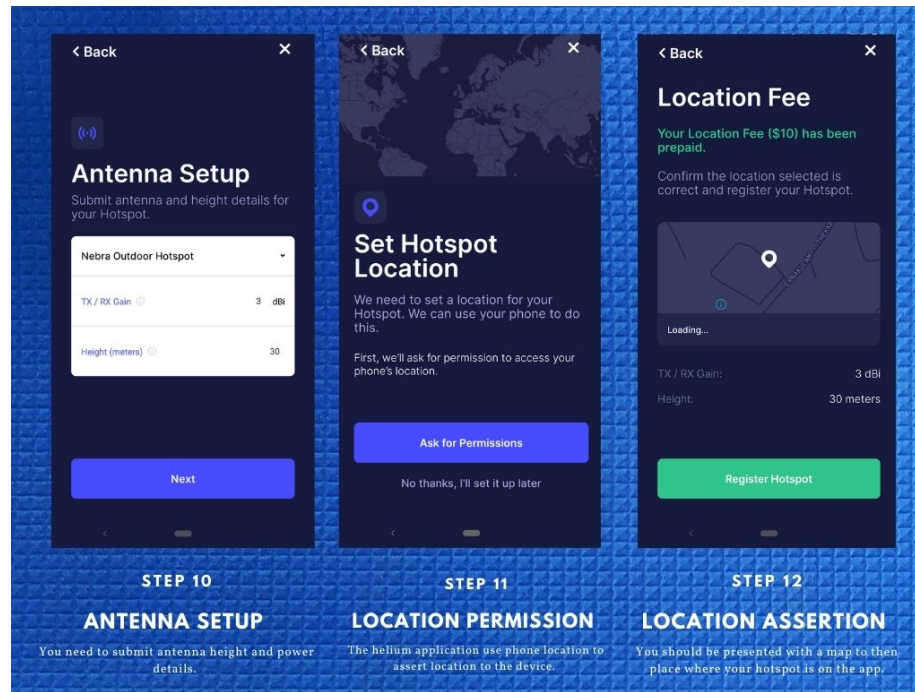 < Back ×
Antenna Setup
Submit antenna and height details for
your Hotspot.
Nebra Outdoor Hotspot
TX / RX Gain 3 dBi
Height (meters) 30
Next
STEP 10
ANTENNA SETUP
You need to submit antenna height and power
details.
< Back ×
Set Hotspot
Location
We need to set a location for your
Hotspot. We can use your phone to do
this.
First, we'll ask for permission to access your
phone's location.
Ask for Permissions
No thanks, I'll set it up later
STEP 11
LOCATION PERMISSION
The helium application use phone location to
assert location to the device.
< Back ×
Location Fee
Your Location Fee ($10) has been
prepaid.
Confirm the location selected is
correct and register your Hotspot.
Loading...
TX / RX Gain: 3 dBi
Height: 30 meters
Register Hotspot
STEP 12
LOCATION ASSERTION
You should be presented with a map to then
place where your hotspot is on the app.